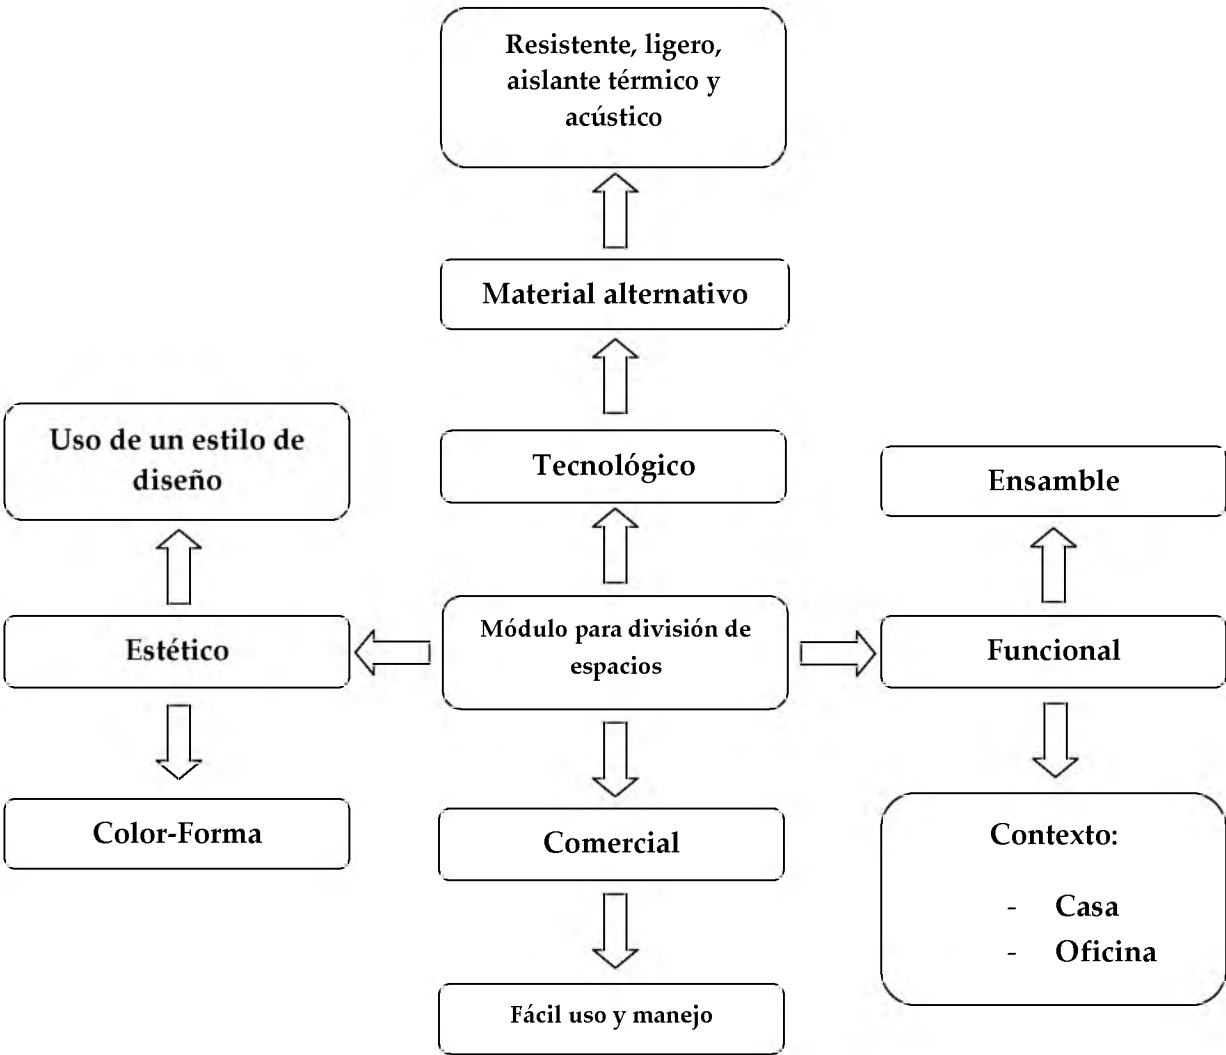 Resistente, ligero,
aislante térmico y
acústico
Material alternativo
Tecnológico
Uso de un estilo de
diseño
Ensamble
Estético
Módulo para división de
espacios
Funcional
Color-Forma
Comercial
Contexto:
- Casa
- Oficina
Fácil uso y manejo